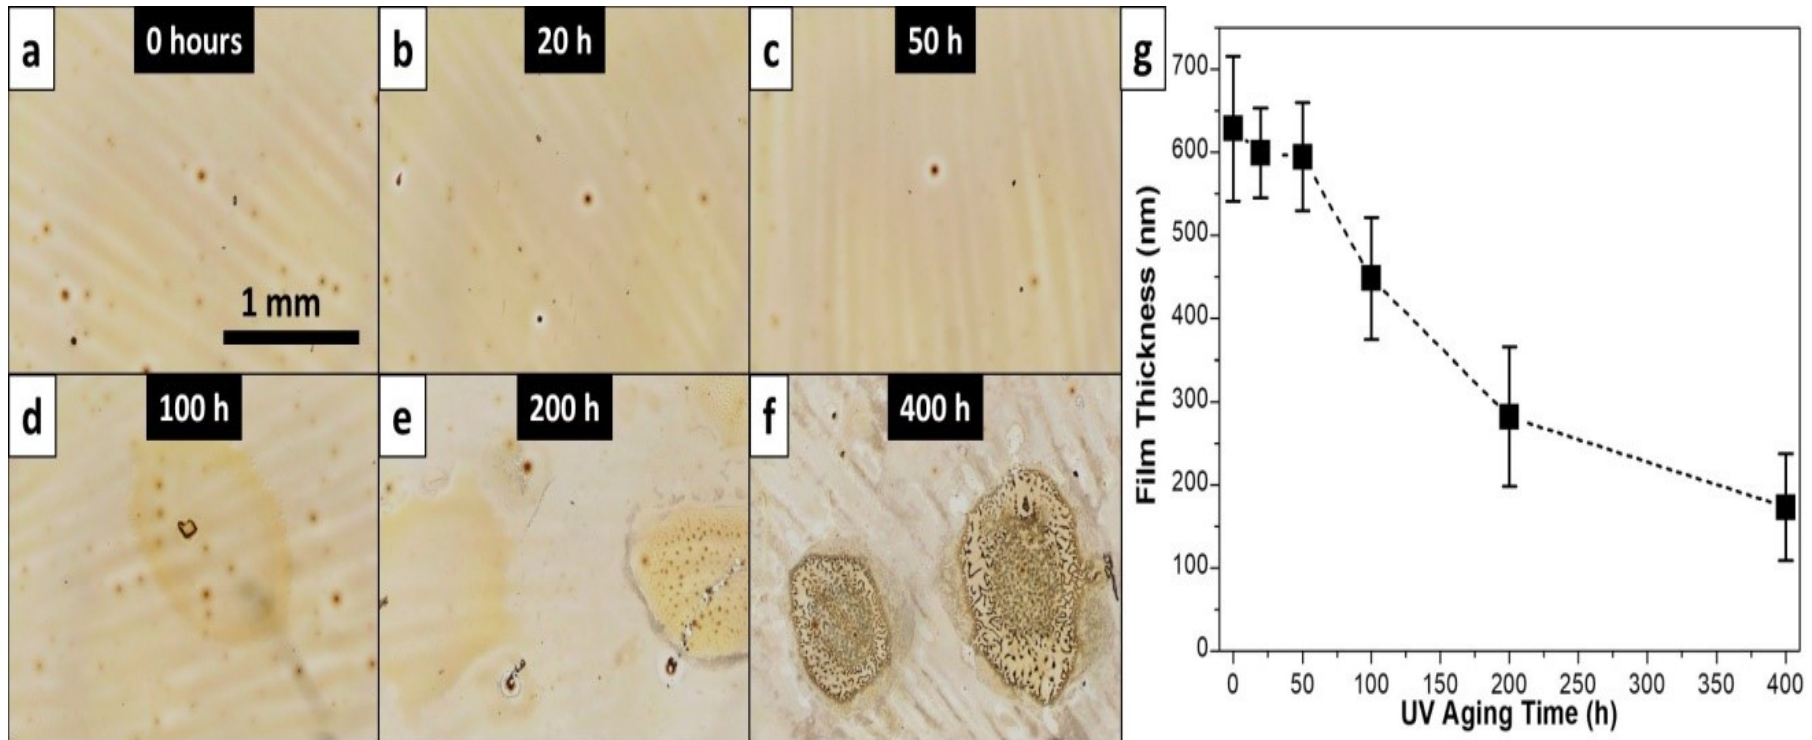 a
0 hours
b
20 h
c
50 h
g
1 mm
d
100 h
e
200 h
f
400 h
Film Thickness (nm)
700
600
500
400
300
200
100
0
0 50 100 150 200 250 300 350 400
UV Aging Time (h)